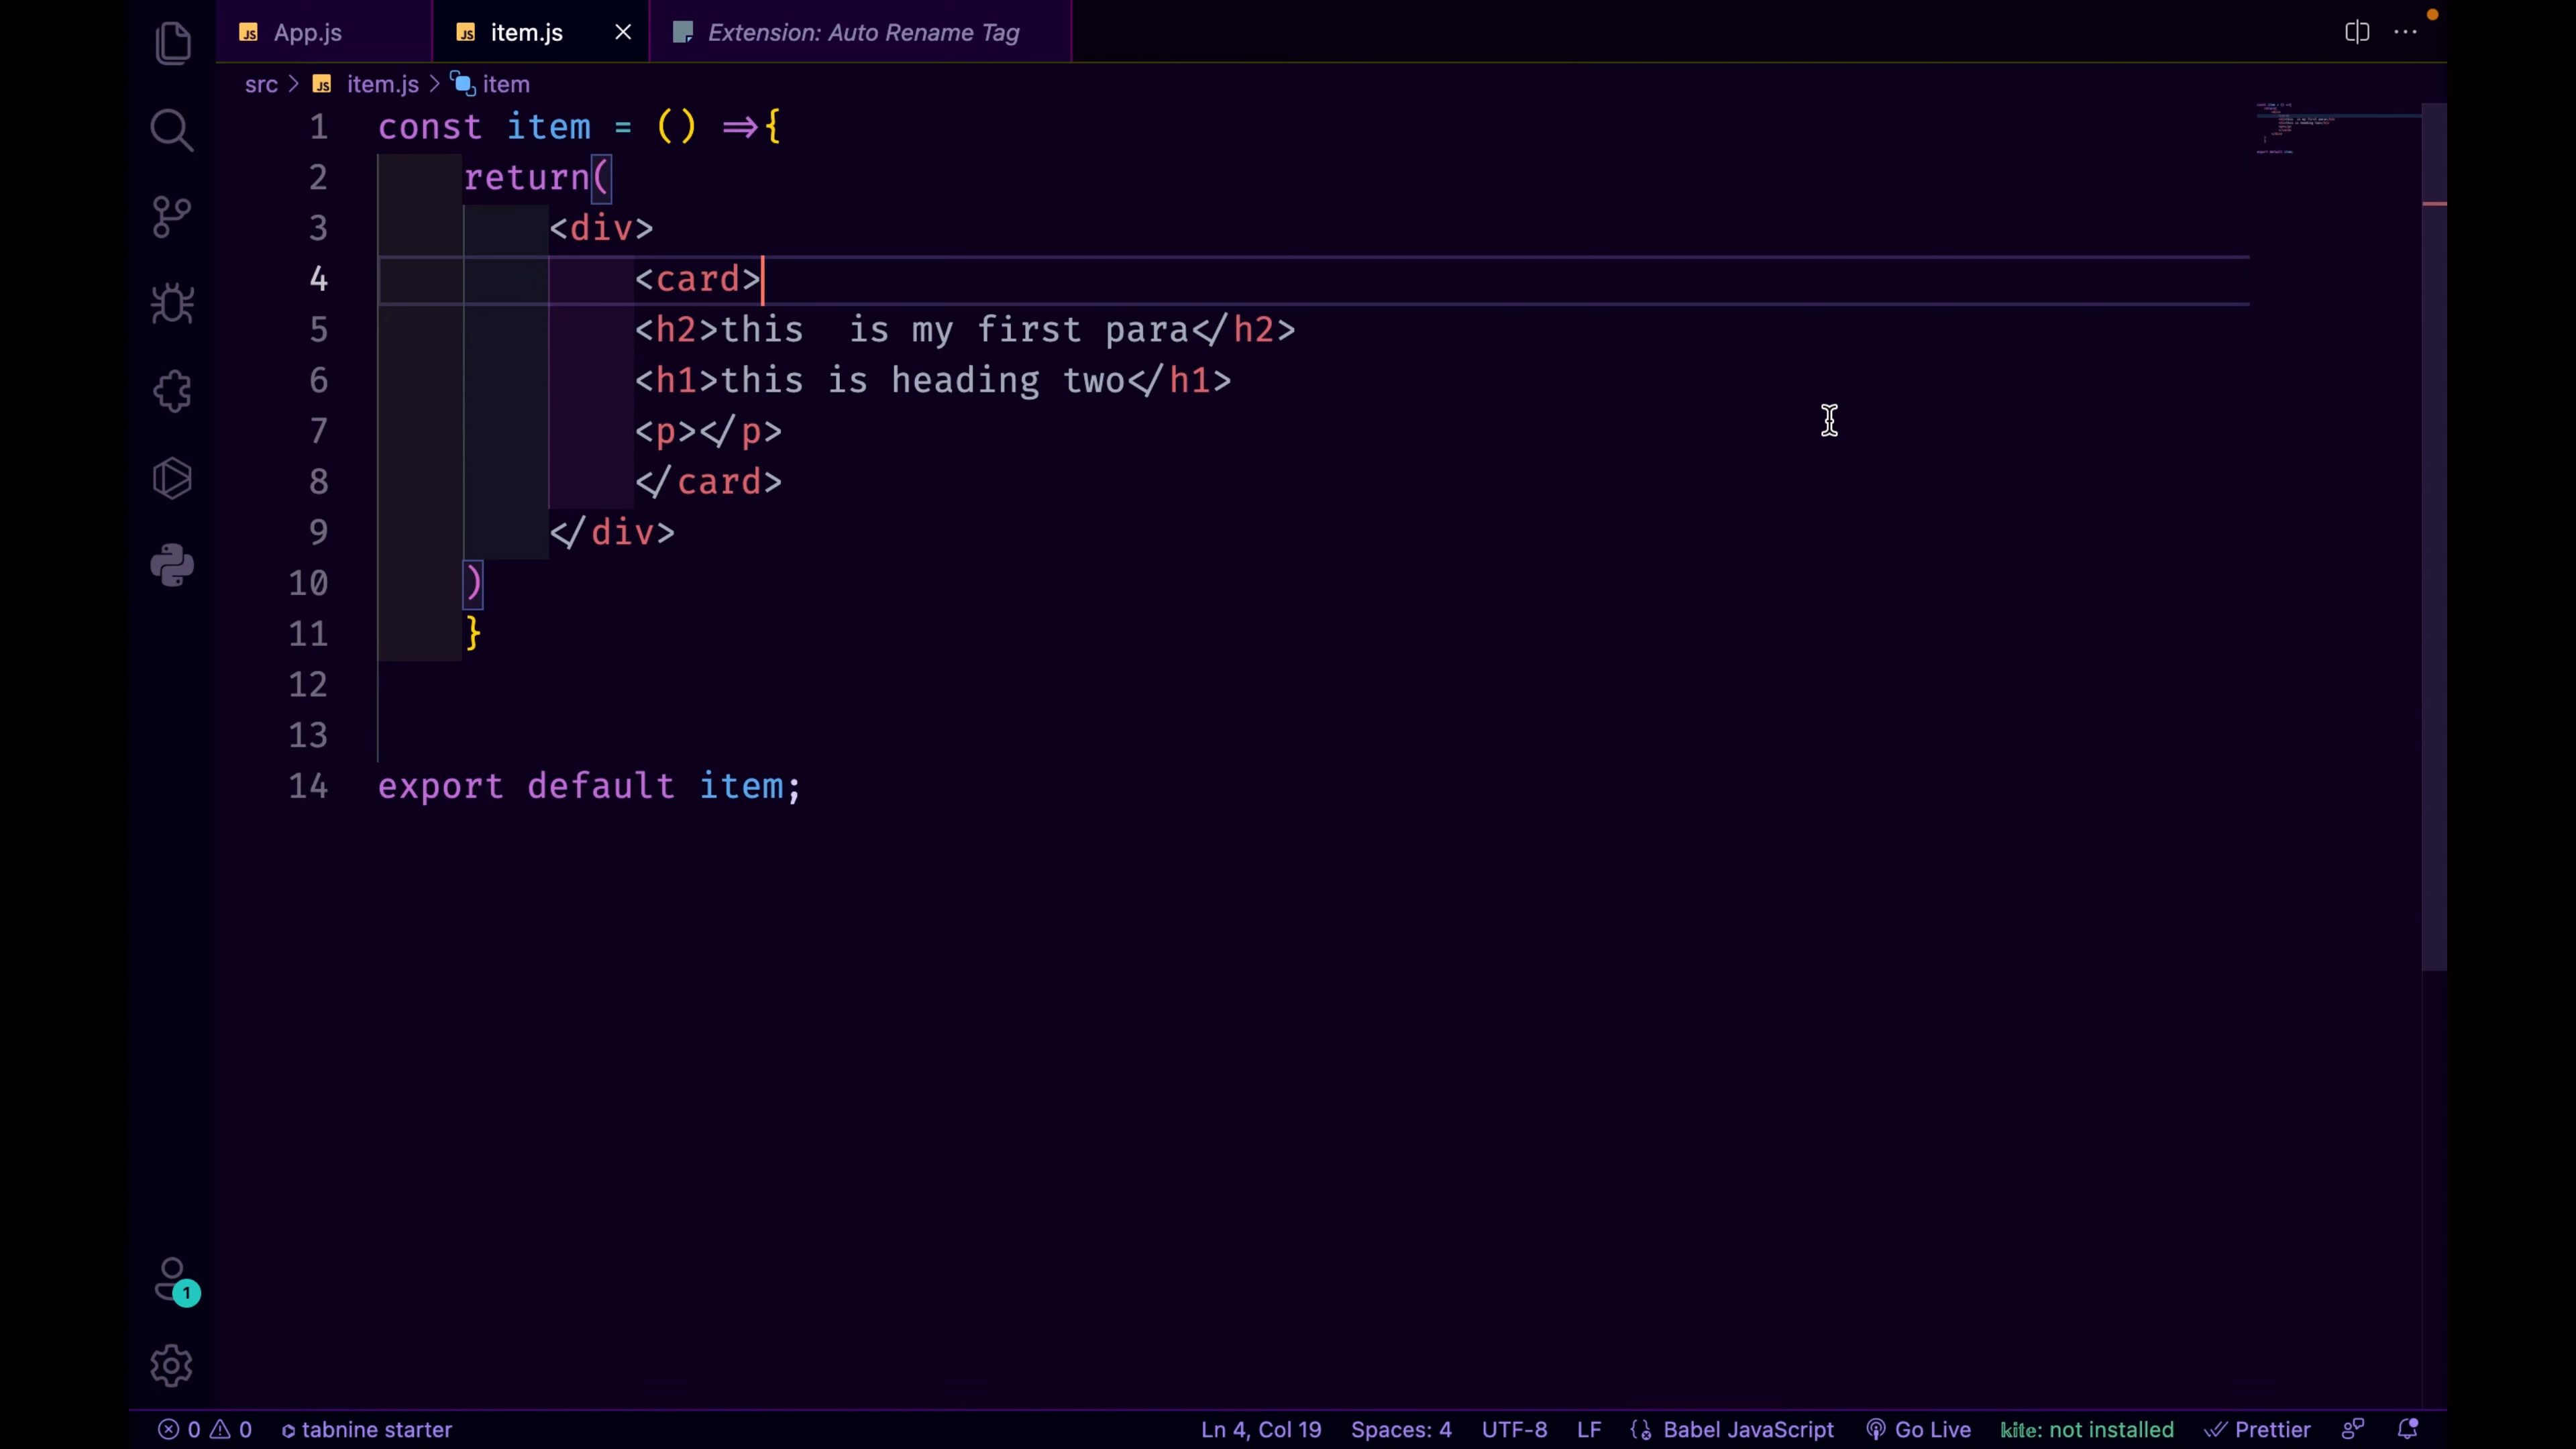 App.js item.js Extension: Auto Rename Tag
src > item.js > item
1 const item = () =>{
2 return(
3 <div>
4 <card>
5 <h2>this  is my first para</h2>
6 <h1>this is heading two</h1>
7 <p></p>
8 </card>
9 </div>
10 )
11 }
12
13
14 export default item;
1
0 0 tabnine starter Ln 4, Col 19 Spaces: 4 UTF-8 LF Babel JavaScript Go Live kite: not installed Prettier